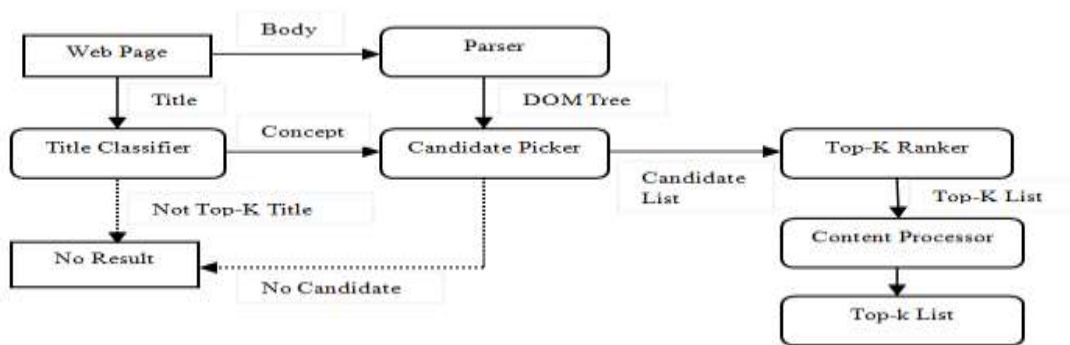 Body
Web Page
Parser
Title
DOM Tree
Title Classifier
Concept
Candidate Picker
Top-K Ranker
Candidate
List
Top-K List
Not Top-K Title
Content Processor
No Result
No Candidate
Top-k List